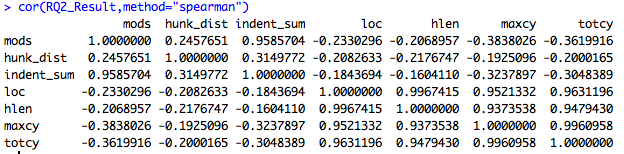 > cor(RQ2_Result,method="spearman")
mods hunk_dist indent_sum loc hlen maxcy totcy
mods 1.0000000 0.2457651 0.9585704 -0.2330296 -0.2068957 -0.3838026 -0.3619916
hunk_dist 0.2457651 1.0000000 0.3149772 -0.2082633 -0.2176747 -0.1925096 -0.2000165
indent_sum 0.9585704 0.3149772 1.0000000 -0.1843694 -0.1604110 -0.3237897 -0.3048389
loc -0.2330296 -0.2082633 -0.1843694 1.0000000 0.9967415 0.9521332 0.9631196
hlen -0.2068957 -0.2176747 -0.1604110 0.9967415 1.0000000 0.9373538 0.9479430
maxcy -0.3838026 -0.1925096 -0.3237897 0.9521332 0.9373538 1.0000000 0.9960958
totcy -0.3619916 -0.2000165 -0.3048389 0.9631196 0.9479430 0.9960958 1.0000000